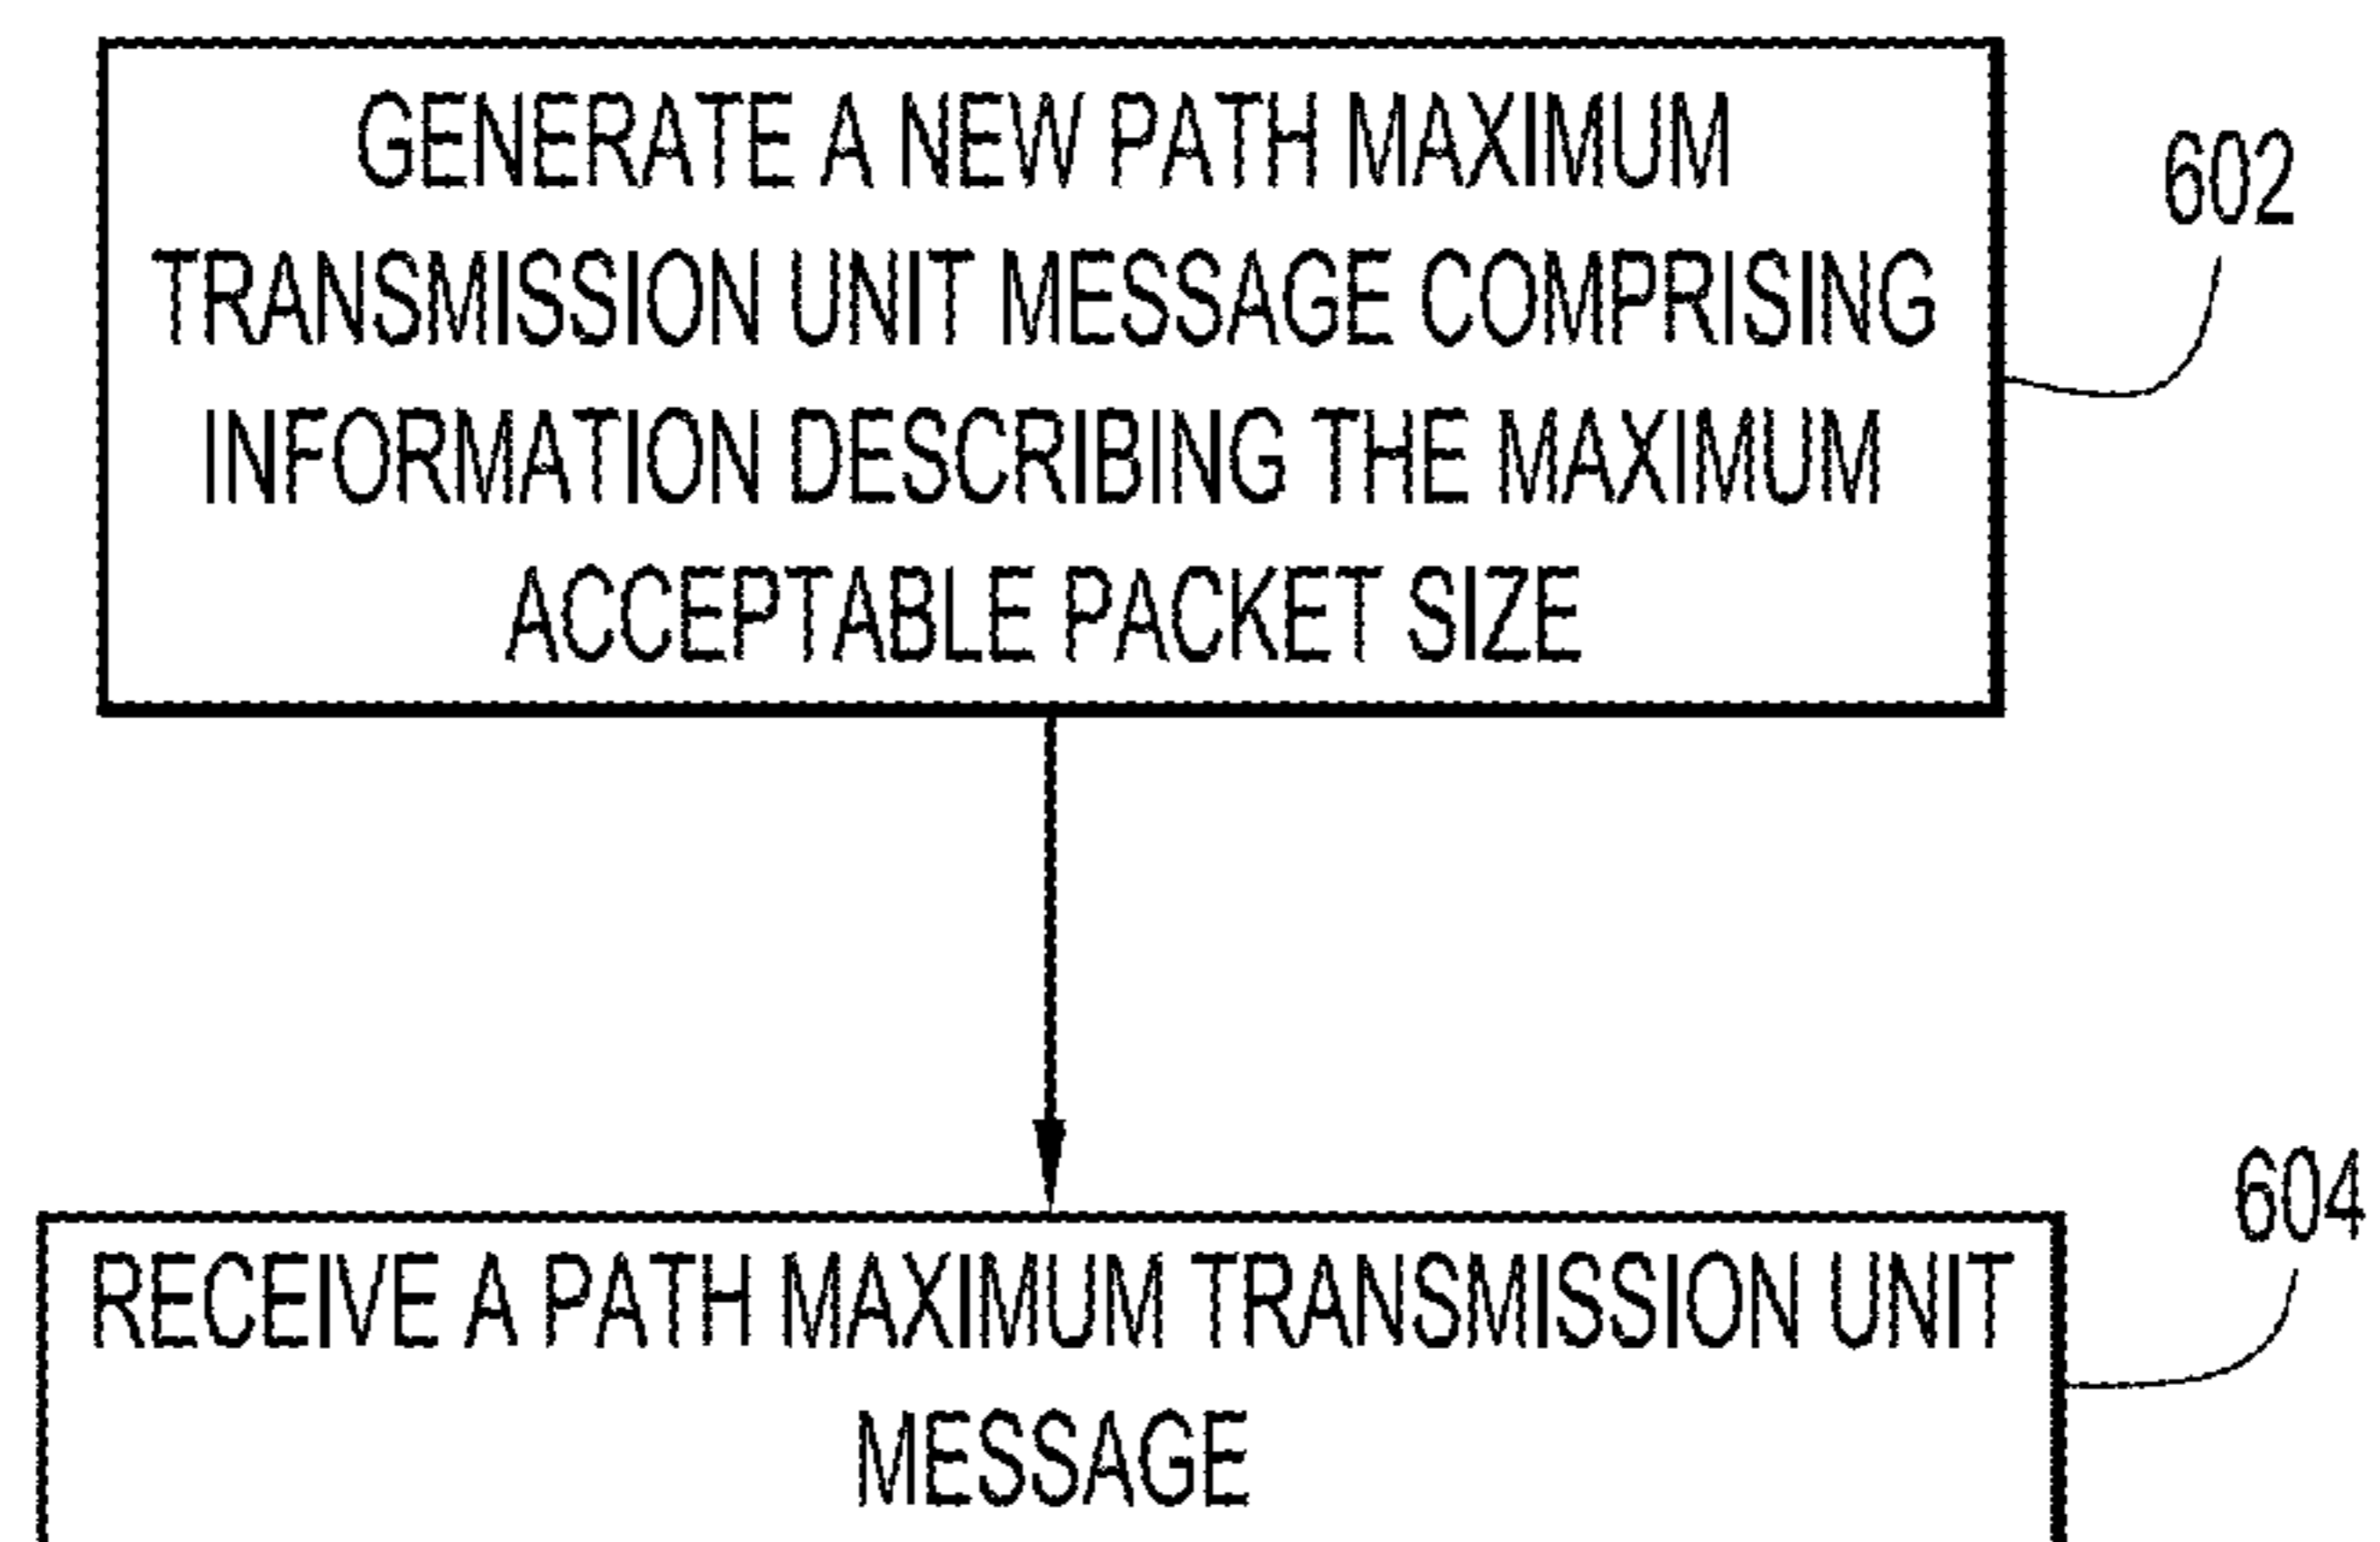 GENERATE A NEW PATH MAXIMUM
TRANSMISSION UNIT MESSAGE COMPRISING
INFORMATION DESCRIBING THE MAXIMUM
ACCEPTABLE PACKET SIZE
602
604
RECEIVE A PATH MAXIMUM TRANSMISSION UNIT
MESSAGE